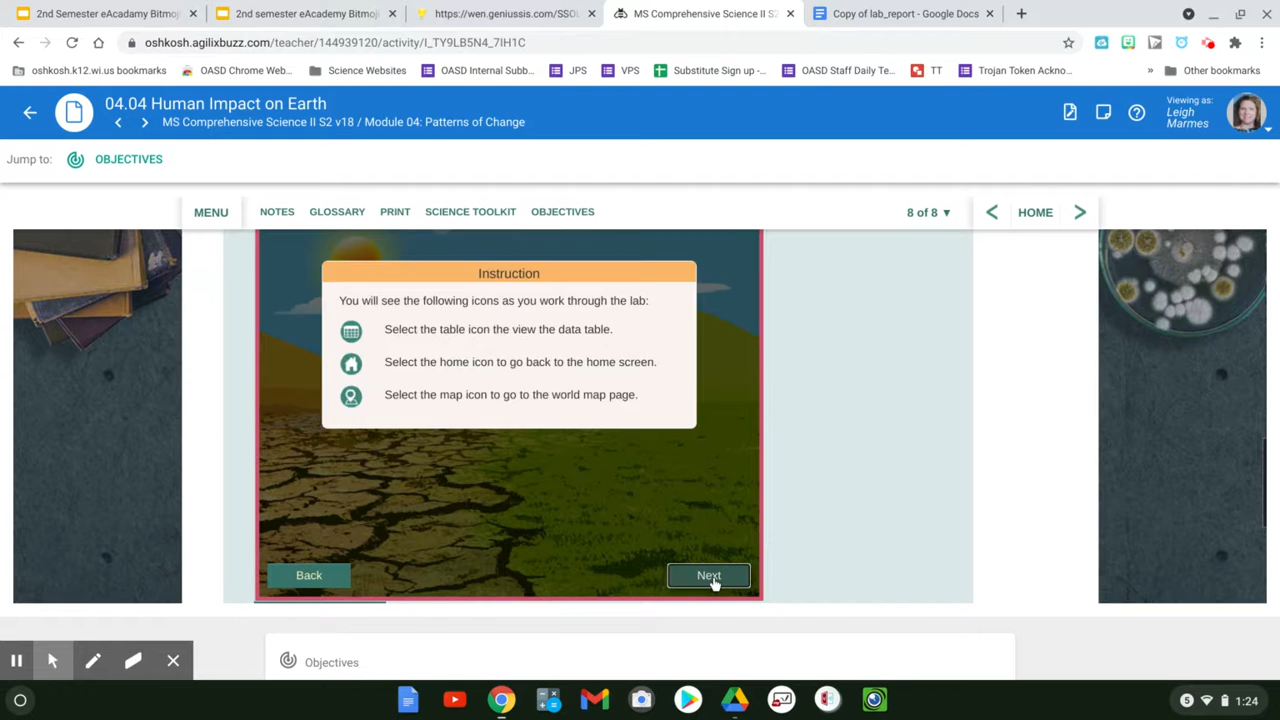 2nd Semester eAcadamy Bitmoji
2nd semester eAcademy Bitmoji
https://wen.geniussis.com/SSOL
MS Comprehensive Science II S2
Copy of lab_report - Google Docs
oshkosh.agilixbuzz.com/teacher/144939120/activity/I_TY9LB5N4_7IH1C
oshkosh.k12.wi.us bookmarks
OASD Chrome Web...
Science Websites
OASD Internal Subb...
JPS
VPS
Substitute Sign up -...
OASD Staff Daily Te...
TT
Trojan Token Ackno...
»
Other bookmarks
04.04 Human Impact on Earth
MS Comprehensive Science II S2 v18 / Module 04: Patterns of Change
Viewing as:
Leigh
Marmes
Jump to:
OBJECTIVES
MENU
NOTES
GLOSSARY
PRINT
SCIENCE TOOLKIT
OBJECTIVES
8 of 8
HOME
Instruction
You will see the following icons as you work through the lab:
Select the table icon the view the data table.
Select the home icon to go back to the home screen.
Select the map icon to go to the world map page.
Back
Next
Objectives
5
1:24